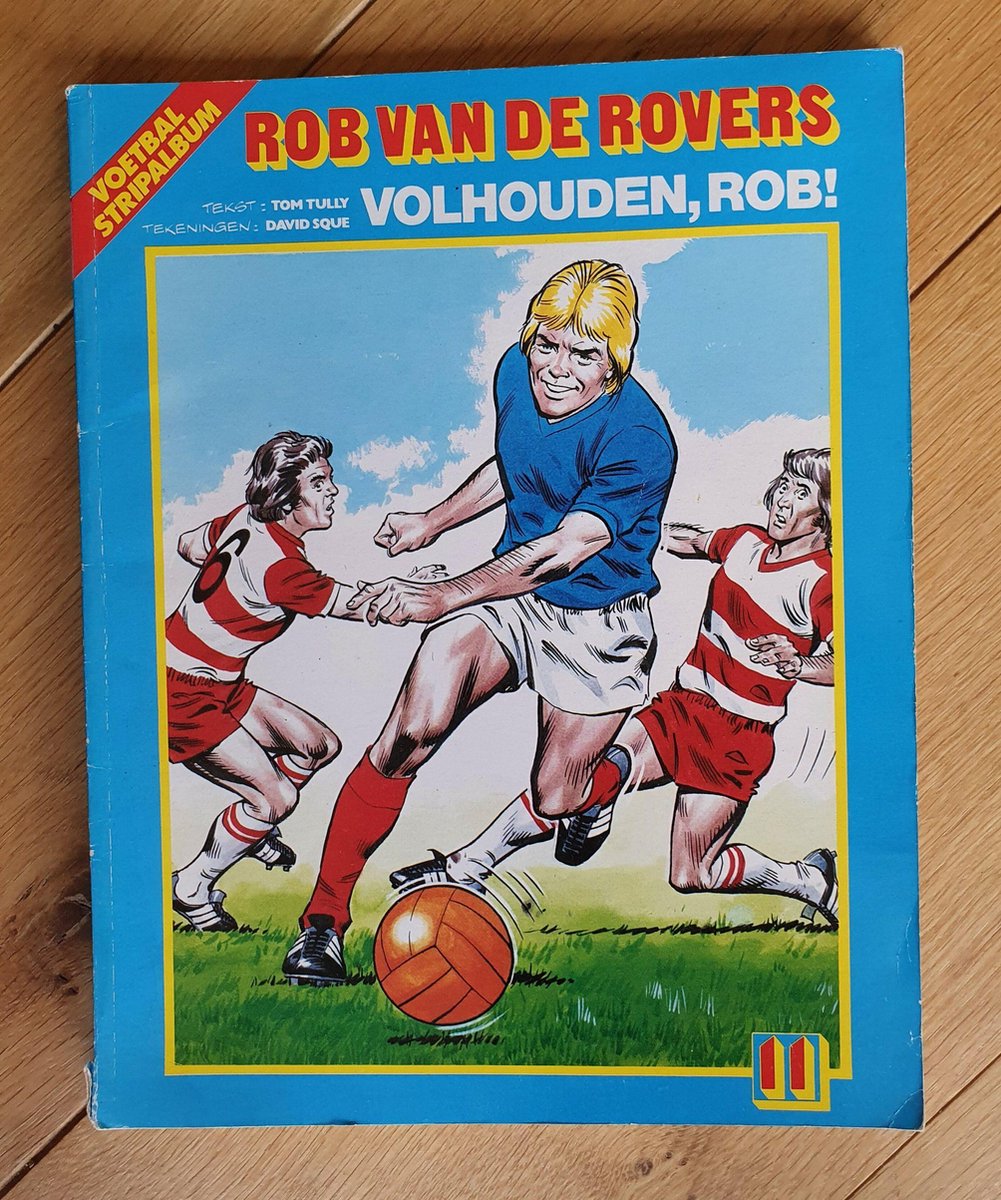 VOETBAL
STRIPALBUM
ROB VAN DE ROVERS
VOLHOUDEN, ROB!
TEKST: TOM TULLY
TEKENINGEN: DAVID SQUE
6
11